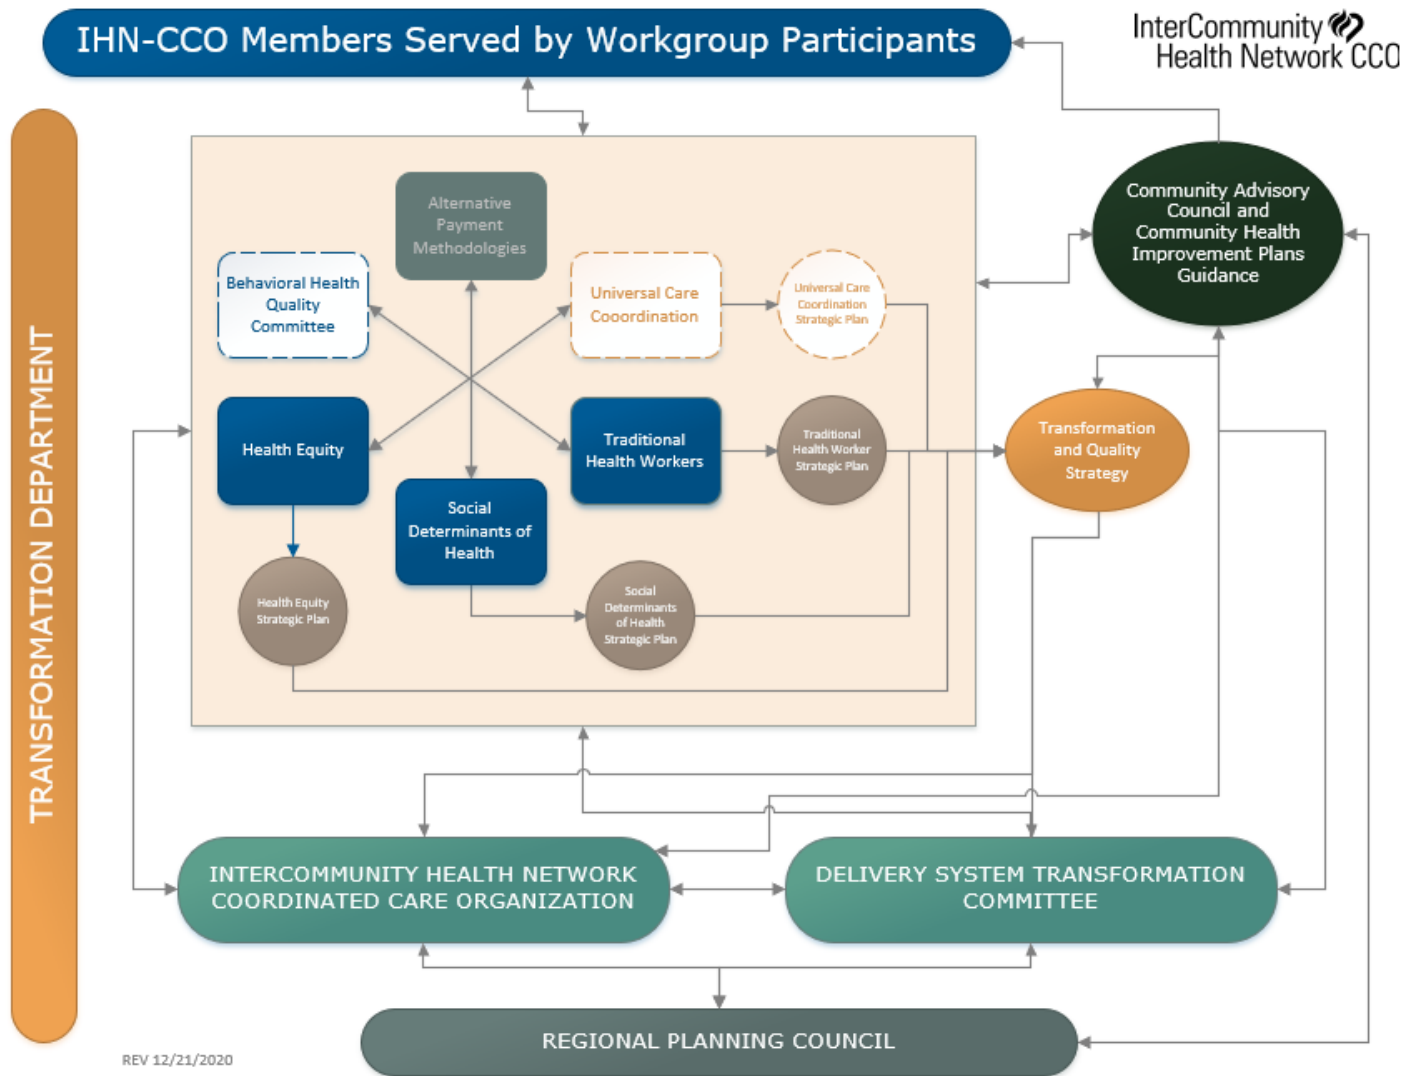 IHN-CCO Members Served by Workgroup Participants
InterCommunity
Health Network CCO
TRANSFORMATION DEPARTMENT
Alternative
Payment
Methodologies
Behavioral Health
Quality
Committee
Universal Care
Cooordination
Universal Care
Coordination
Strategic Plan
Community Advisory
Council and
Community Health
Improvement Plans
Guidance
Health Equity
Traditional
Health Workers
Traditional
Health Worker
Strategic Plan
Transformation
and Quality
Strategy
Social
Determinants of
Health
Health Equity
Strategic Plan
Social
Determinants
of Health
Strategic Plan
INTERCOMMUNITY HEALTH NETWORK
COORDINATED CARE ORGANIZATION
DELIVERY SYSTEM TRANSFORMATION
COMMITTEE
REGIONAL PLANNING COUNCIL
REV 12/21/2020